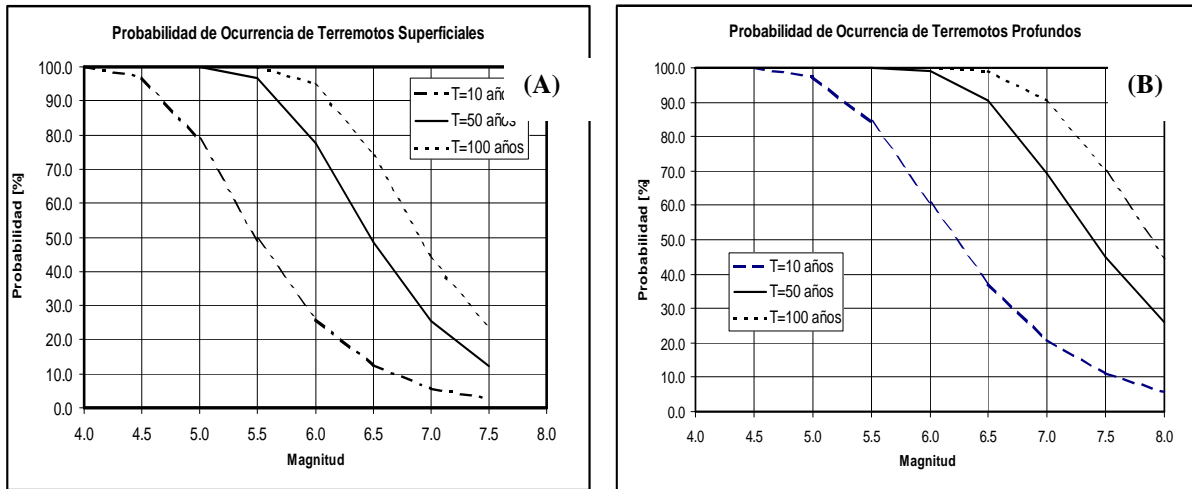 Probabilidad de Ocurrencia de Terremotos Superficiales
(A)
100.0
90.0
80.0
70.0
60.0
50.0
40.0
30.0
20.0
10.0
0.0
Probabilidad [%]
T=10 añ
T=50 años
T=100 años
4.0 4.5 5.0 5.5 6.0 6.5 7.0 7.5 8.0
Magnitud
Probabilidad de Ocurrencia de Terremotos Profundos
(B)
100.0
90.0
80.0
70.0
60.0
50.0
40.0
30.0
20.0
10.0
0.0
Probabilidad [%]
T=10 años
T=50 años
T=100 años
4.0 4.5 5.0 5.5 6.0 6.5 7.0 7.5 8.0
Magnitud